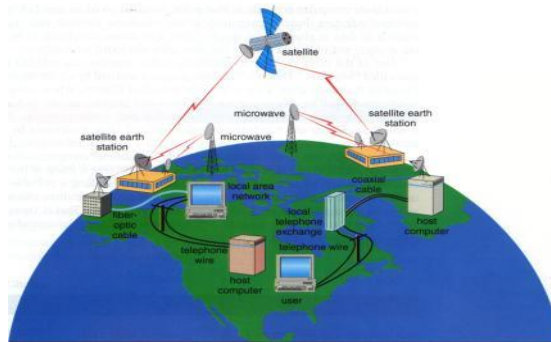 satellite
microwave
satellite earth
station
satellite earth
station
microwave
coaxial
cable
local area
network
fiber-
optic
cable
local
telephone
exchange
host
computer
telephone
wire
telephone wire
host
computer
user